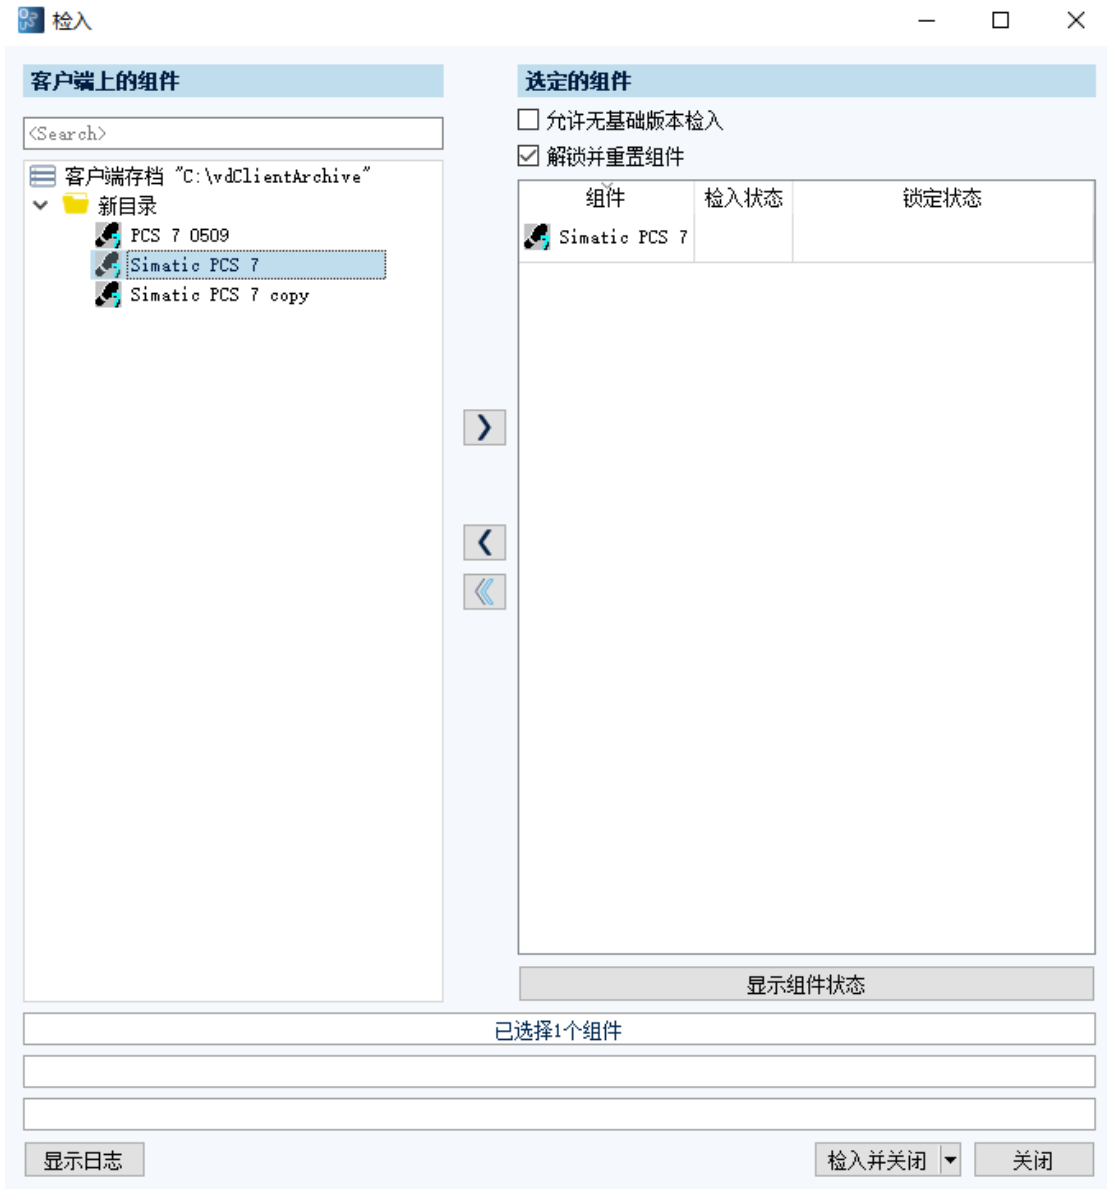 检入
客户端上的组件
<Search>
客户端存档 "C:\vdClientArchive"
新目录
PCS 7 0509
Simatic PCS 7
Simatic PCS 7 copy
选定的组件
允许无基础版本检入
解锁并重置组件
组件 检入状态 锁定状态
Simatic PCS 7
显示组件状态
已选择1个组件
显示日志
检入并关闭
关闭